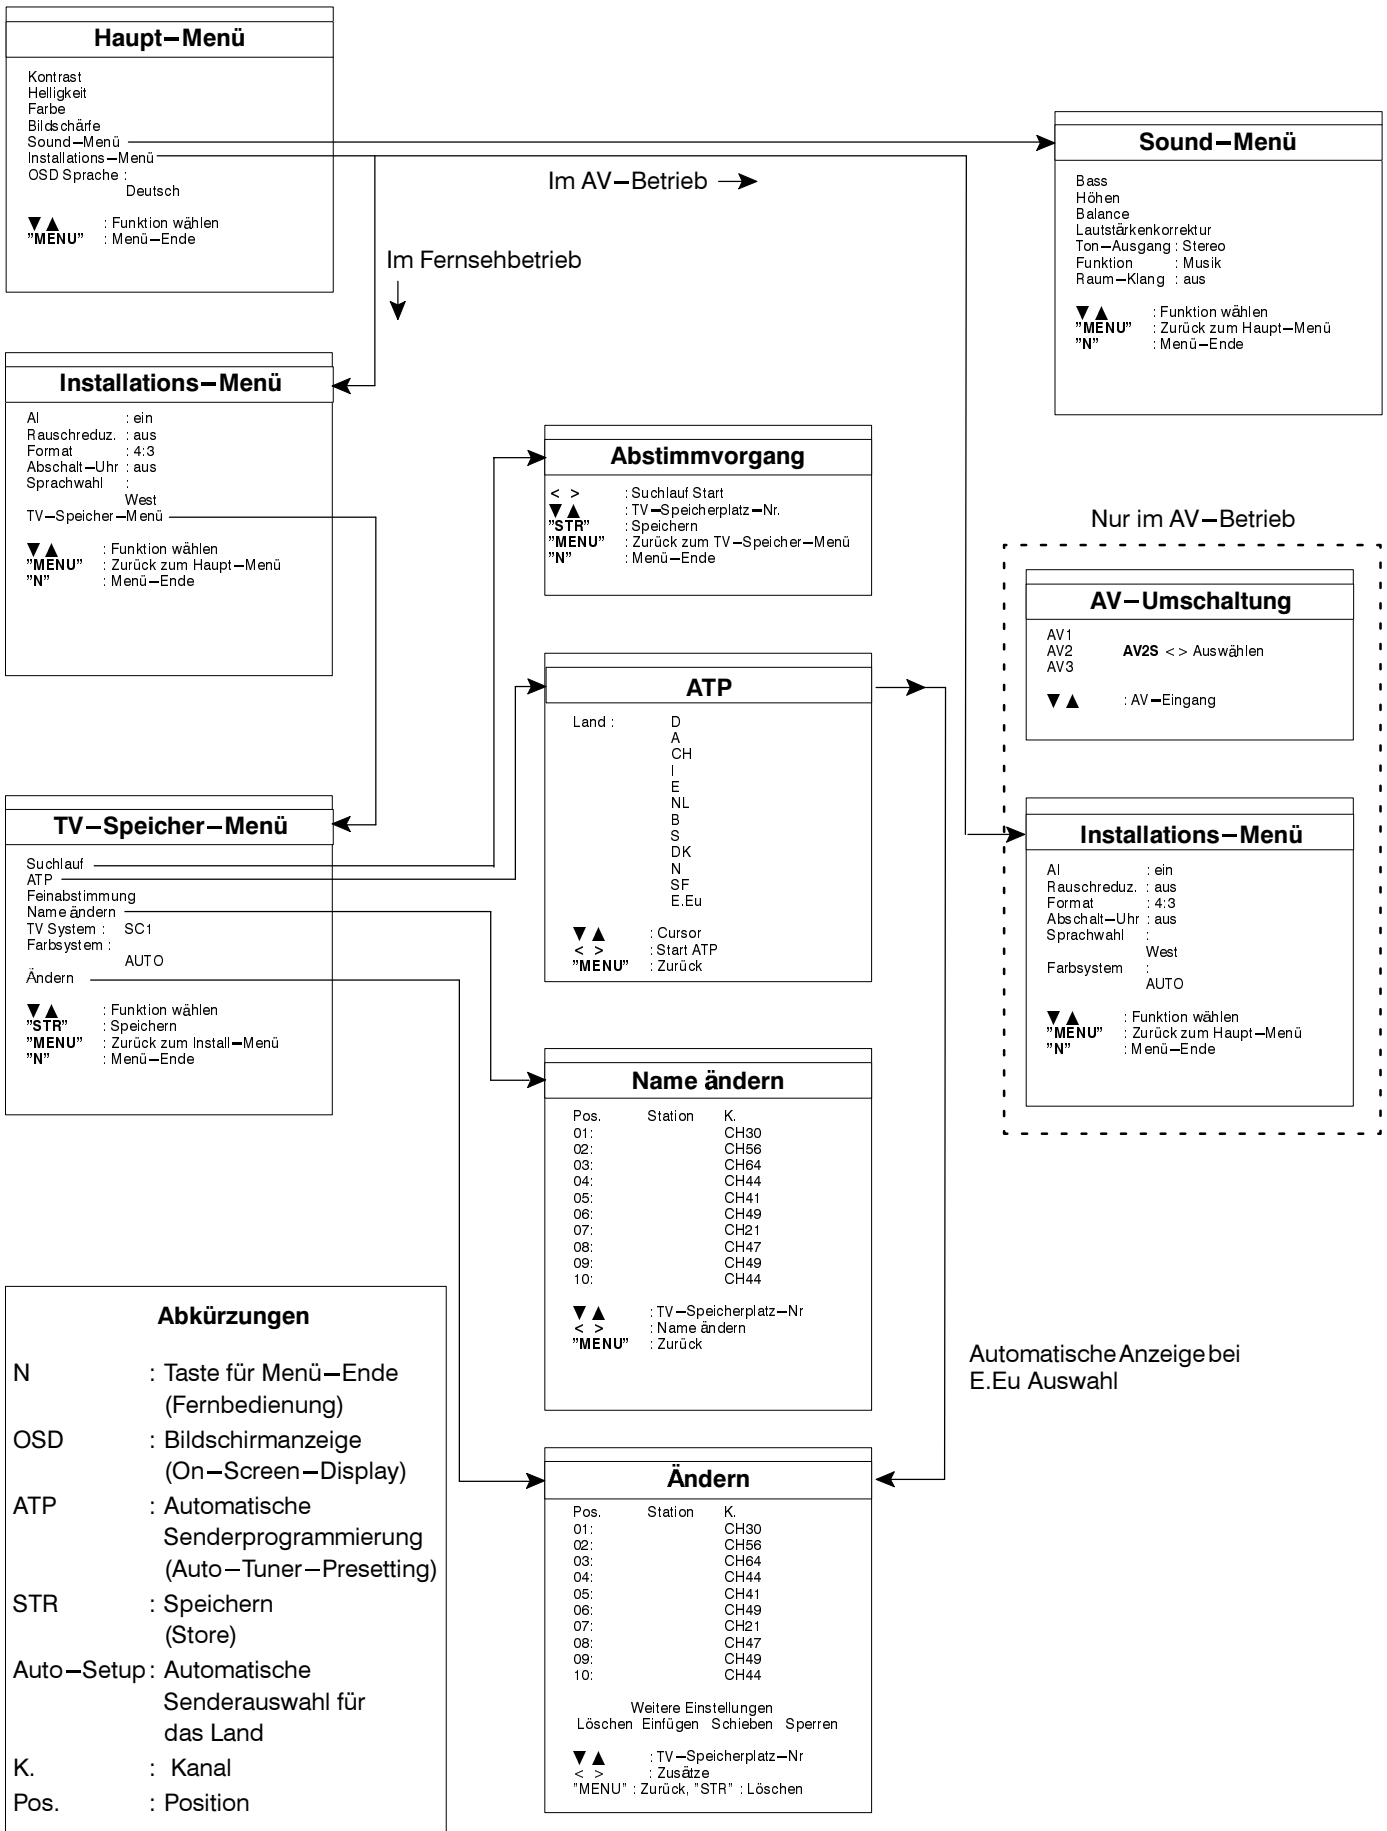 Haupt–Menü
Kontrast
Helligkeit
Farbe
Bildschärfe
Sound–Menü
Installations–Menü
OSD Sprache :
Deutsch
▼ ▲ : Funktion wählen
"MENU" : Menü–Ende
Im AV–Betrieb →
Im Fernsehbetrieb
↓
Sound–Menü
Bass
Höhen
Balance
Lautstärkenkorrektur
Ton–Ausgang : Stereo
Funktion : Musik
Raum–Klang : aus
▼ ▲ : Funktion wählen
"MENU" : Zurück zum Haupt–Menü
"N" : Menü–Ende
Installations–Menü
AI : ein
Rauschreduz. : aus
Format : 4:3
Abschalt–Uhr : aus
Sprachwahl :
West
TV–Speicher–Menü
▼ ▲ : Funktion wählen
"MENU" : Zurück zum Haupt–Menü
"N" : Menü–Ende
Abstimmvorgang
< > : Suchlauf Start
▼ ▲ : TV–Speicherplatz–Nr.
"STR" : Speichern
"MENU" : Zurück zum TV–Speicher–Menü
"N" : Menü–Ende
Nur im AV–Betrieb
AV–Umschaltung
AV1
AV2 AV2S < > Auswählen
AV3
▼ ▲ : AV–Eingang
ATP
Land : D
A
CH
I
E
NL
B
S
DK
N
SF
E.Eu
▼ ▲ : Cursor
< > : Start ATP
"MENU" : Zurück
TV–Speicher–Menü
Suchlauf
ATP
Feinabstimmung
Name ändern
TV System : SC1
Farbsystem :
AUTO
Ändern
▼ ▲ : Funktion wählen
"STR" : Speichern
"MENU" : Zurück zum Install–Menü
"N" : Menü–Ende
Installations–Menü
AI : ein
Rauschreduz. : aus
Format : 4:3
Abschalt–Uhr : aus
Sprachwahl :
West
Farbsystem :
AUTO
▼ ▲ : Funktion wählen
"MENU" : Zurück zum Haupt–Menü
"N" : Menü–Ende
Name ändern
Pos. Station K.
01: CH30
02: CH56
03: CH64
04: CH44
05: CH41
06: CH49
07: CH21
08: CH47
09: CH49
10: CH44
▼ ▲ : TV–Speicherplatz–Nr
< > : Name ändern
"MENU" : Zurück
Automatische Anzeige bei
E.Eu Auswahl
Ändern
Pos. Station K.
01: CH30
02: CH56
03: CH64
04: CH44
05: CH41
06: CH49
07: CH21
08: CH47
09: CH49
10: CH44
Weitere Einstellungen
Löschen Einfügen Schieben Sperren
▼ ▲ : TV–Speicherplatz–Nr
< > : Zusätze
"MENU" : Zurück, "STR" : Löschen
Abkürzungen
N : Taste für Menü–Ende
(Fernbedienung)
OSD : Bildschirmanzeige
(On–Screen–Display)
ATP : Automatische
Senderprogrammierung
(Auto–Tuner–Presetting)
STR : Speichern
(Store)
Auto–Setup : Automatische
Senderauswahl für
das Land
K. : Kanal
Pos. : Position